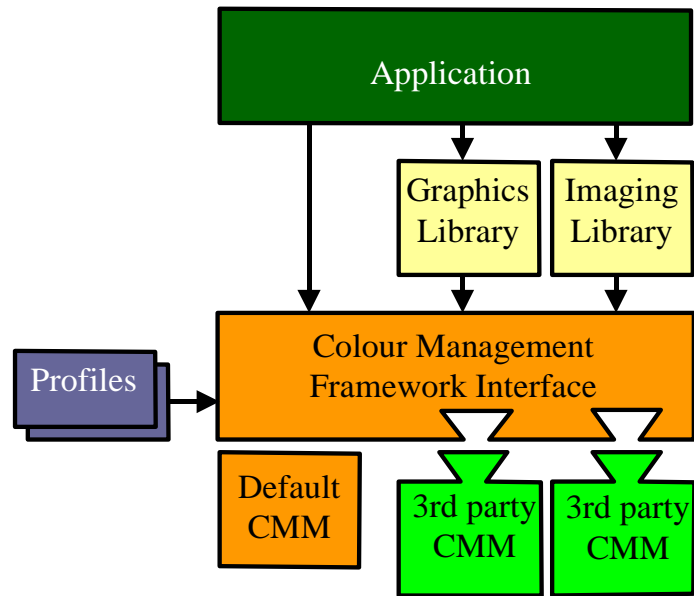 Application
Graphics
Library
Imaging
Library
Colour Management
Framework Interface
Profiles
Default
CMM
3rd party
CMM
3rd party
CMM